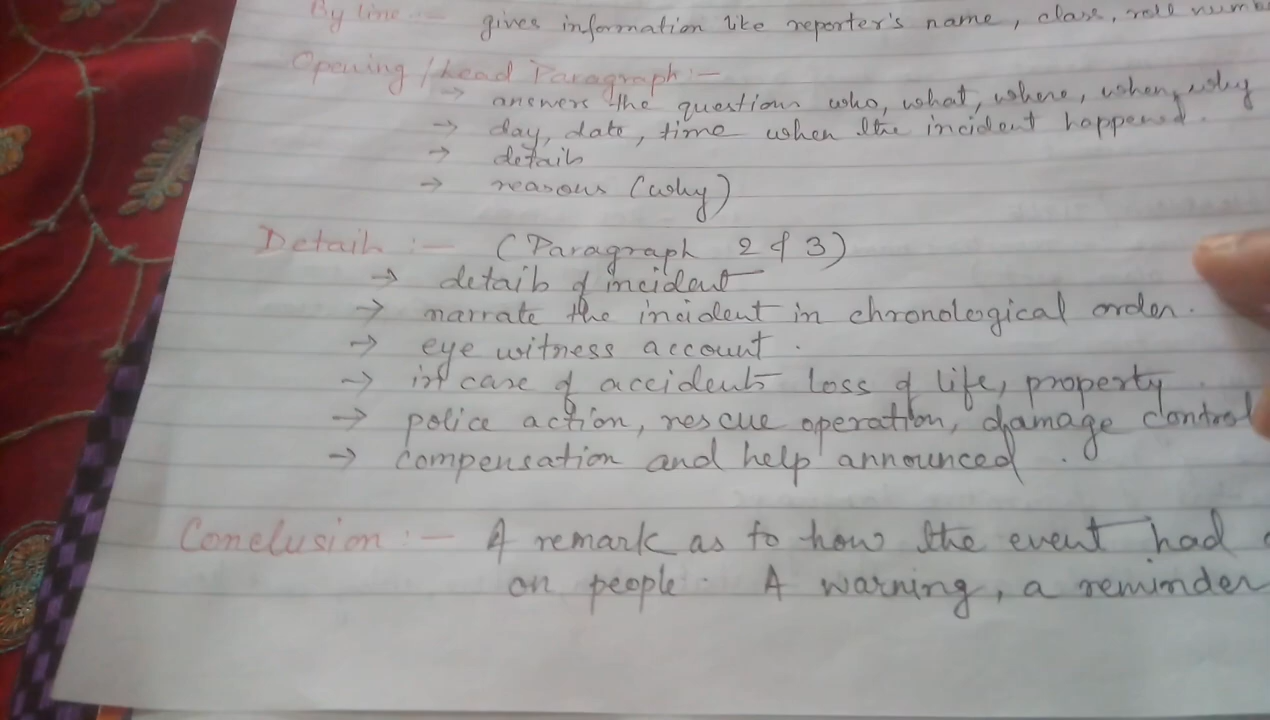 By line :- gives information like reporter's name, class, roll numb
Opening / Lead Paragraph :-
→ answers the question who, what, where, when, why
→ day, date, time when the incident happened.
→ details
→ reasons (why)
Details :- (Paragraph 2 & 3)
→ details of incident
→ narrate the incident in chronological order.
→ eye witness account.
→ in case of accidents loss of life, property
→ police action, rescue operation, damage control
→ compensation and help announced.
Conclusion :- A remark as to how the event had
on people. A warning, a reminder